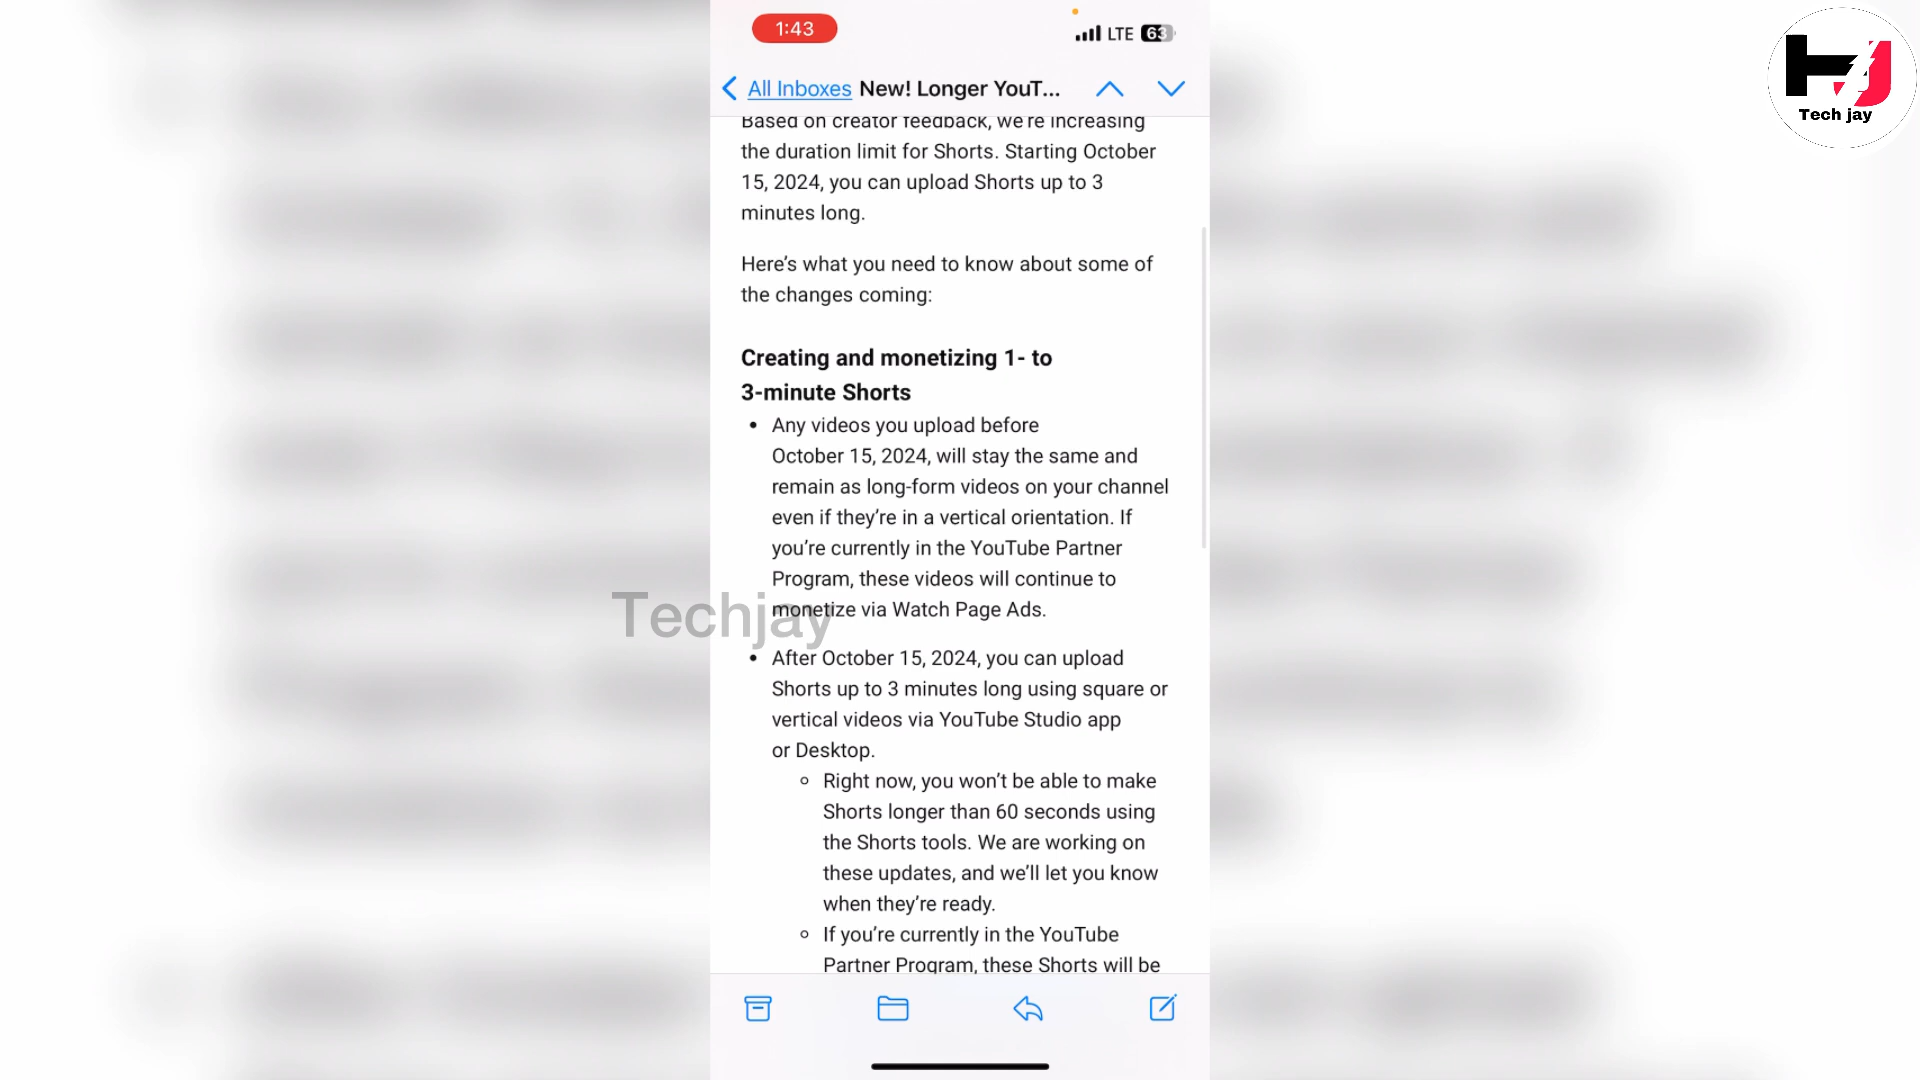 1:43
LTE 63
Tech jay
All Inboxes New! Longer YouT...
Based on creator feedback, we're increasing
the duration limit for Shorts. Starting October
15, 2024, you can upload Shorts up to 3
minutes long.
Here's what you need to know about some of
the changes coming:
Creating and monetizing 1- to
3-minute Shorts
• Any videos you upload before
October 15, 2024, will stay the same and
remain as long-form videos on your channel
even if they're in a vertical orientation. If
you're currently in the YouTube Partner
Program, these videos will continue to
monetize via Watch Page Ads.
Techjay
• After October 15, 2024, you can upload
Shorts up to 3 minutes long using square or
vertical videos via YouTube Studio app
or Desktop.
◦ Right now, you won't be able to make
Shorts longer than 60 seconds using
the Shorts tools. We are working on
these updates, and we'll let you know
when they're ready.
◦ If you're currently in the YouTube
Partner Program, these Shorts will be